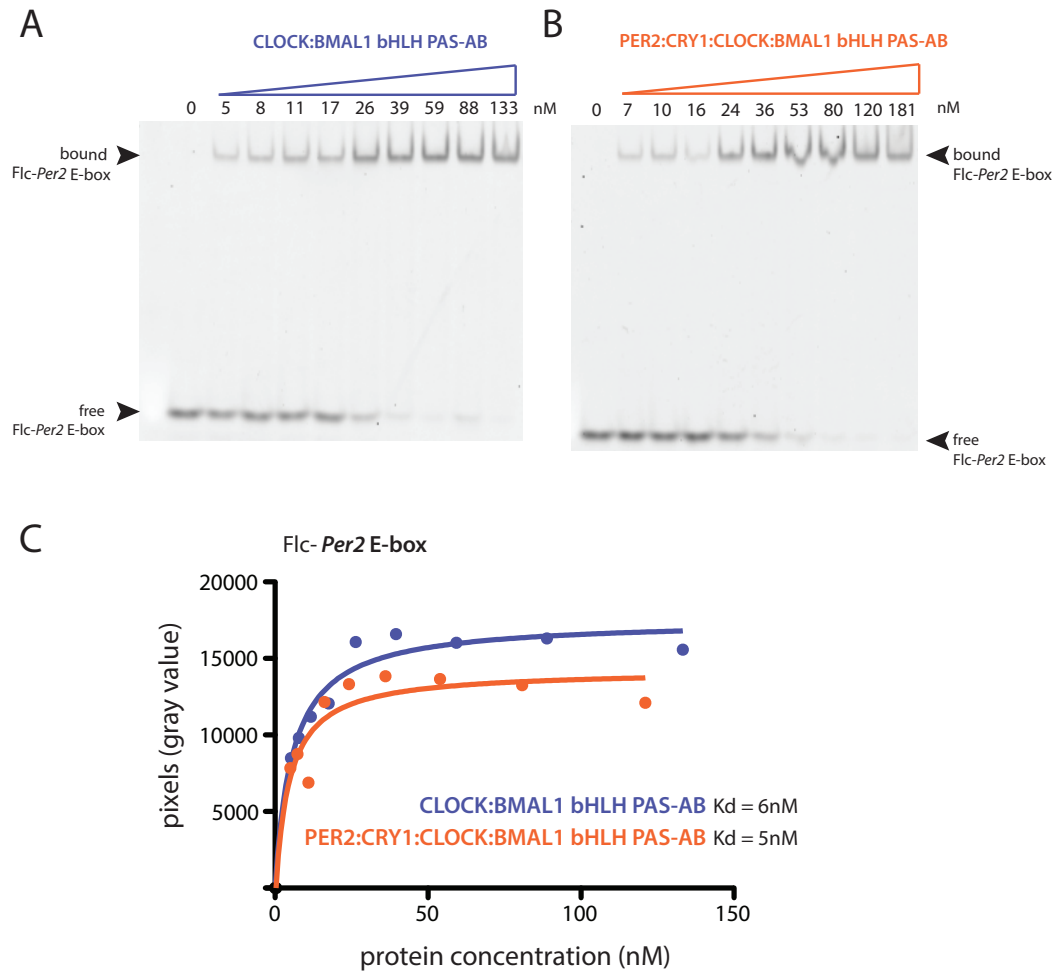 A
CLOCK:BMAL1 bHLH PAS-AB
0 5 8 11 17 26 39 59 88 133 nM
bound
Flc-Per2 E-box
free
Flc-Per2 E-box
B
PER2:CRY1:CLOCK:BMAL1 bHLH PAS-AB
0 7 10 16 24 36 53 80 120 181 nM
bound
Flc-Per2 E-box
free
Flc-Per2 E-box
C
Flc- Per2 E-box
20000
15000
10000
5000
pixels (gray value)
CLOCK:BMAL1 bHLH PAS-AB Kd = 6nM
PER2:CRY1:CLOCK:BMAL1 bHLH PAS-AB Kd = 5nM
0 50 100 150
protein concentration (nM)